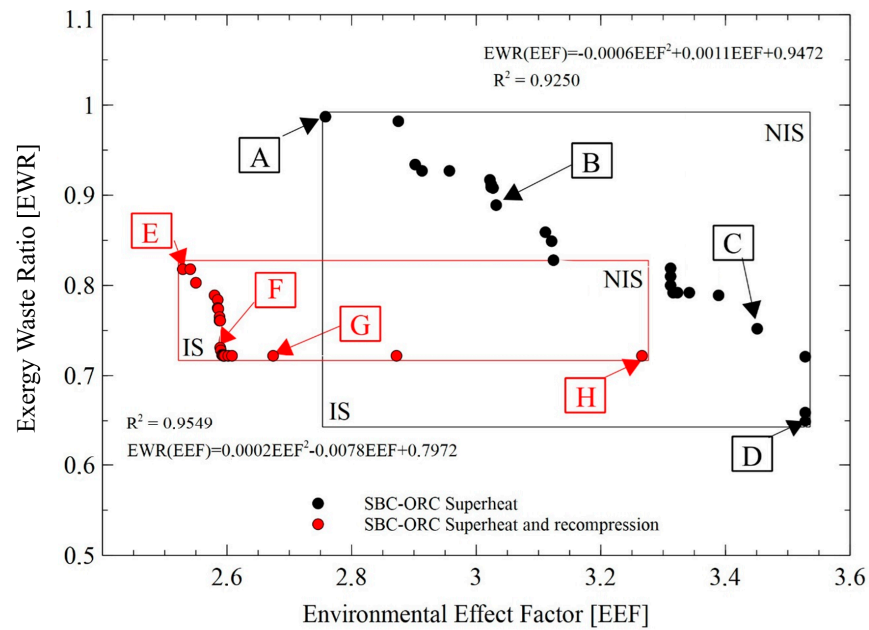 1.1
EWR(EEF)=-0.0006EEF²+0.0011EEF+0.9472
R² = 0.9250
1
NIS
A
B
0.9
Exergy Waste Ratio [EWR]
E
C
0.8
NIS
F
G
IS
0.7
H
IS
R² = 0.9549
EWR(EEF)=0.0002EEF²-0.0078EEF+0.7972
D
0.6
SBC-ORC Superheat
SBC-ORC Superheat and recompression
0.5
2.6 2.8 3 3.2 3.4 3.6
Environmental Effect Factor [EEF]